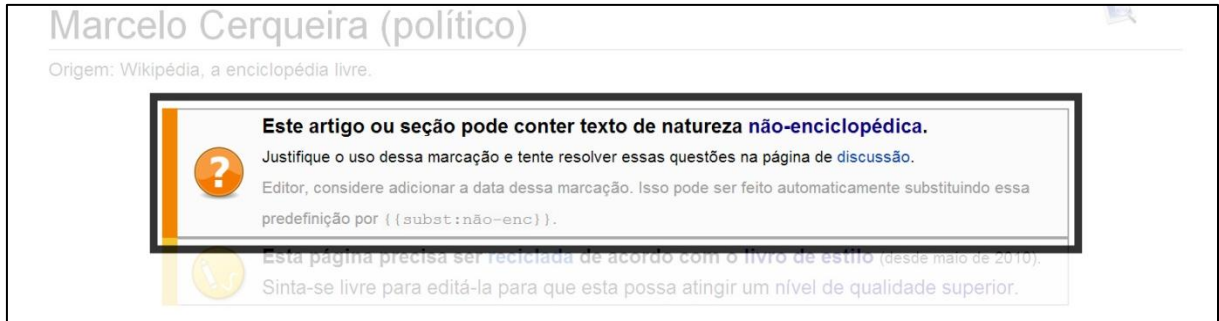 Marcelo Cerqueira (político)
Origem: Wikipédia, a enciclopédia livre.
Este artigo ou seção pode conter texto de natureza não-enciclopédica.
Justifique o uso dessa marcação e tente resolver essas questões na página de discussão.
Editor, considere adicionar a data dessa marcação. Isso pode ser feito automaticamente substituindo essa
predefinição por {{subst:não-enc}}.
Esta página precisa ser reciclada de acordo com o livro de estilo (desde maio de 2010).
Sinta-se livre para editá-la para que esta possa atingir um nível de qualidade superior.